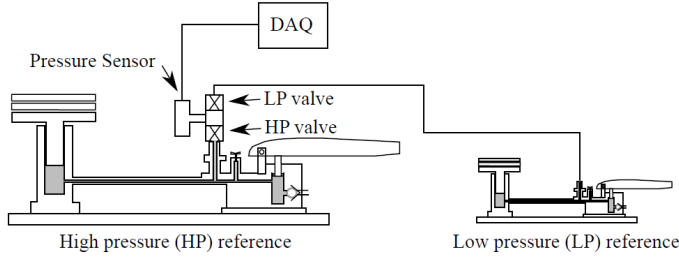 DAQ
Pressure Sensor
LP valve
HP valve
High pressure (HP) reference
Low pressure (LP) reference